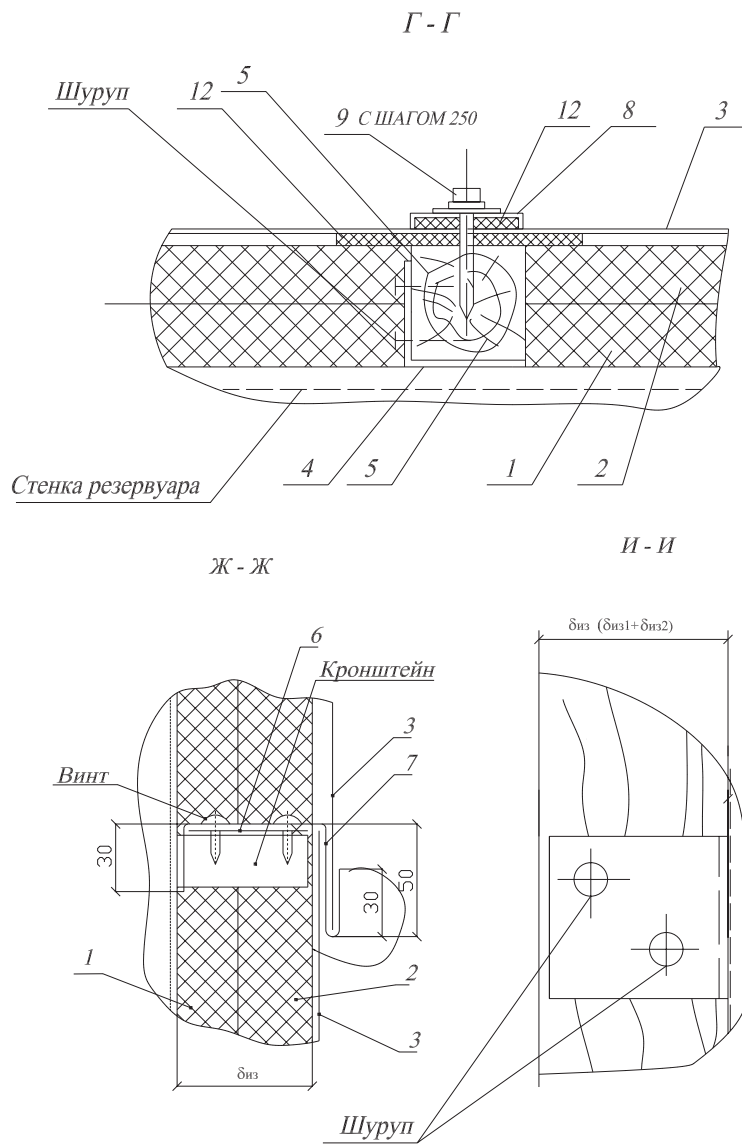 Г - Г
Шуруп
12
5
9 С ШАГОМ 250
12
8
3
4
5
1
2
Стенка резервуара
Ж - Ж
И - И
δиз (δиз1+δиз2)
6
Кронштейн
3
7
Винт
30
50
30
1
2
3
δиз
Шуруп